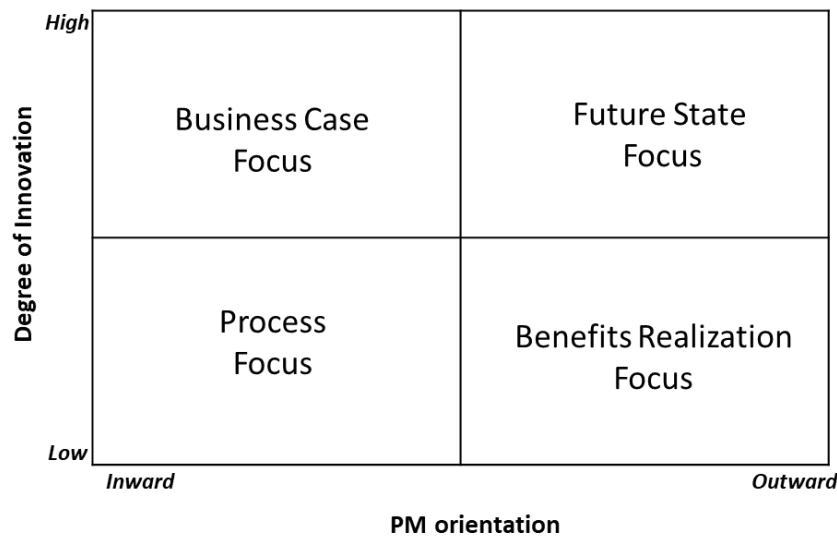 High
Degree of Innovation
Business Case
Focus
Future State
Focus
Process
Focus
Benefits Realization
Focus
Low
Inward
Outward
PM orientation